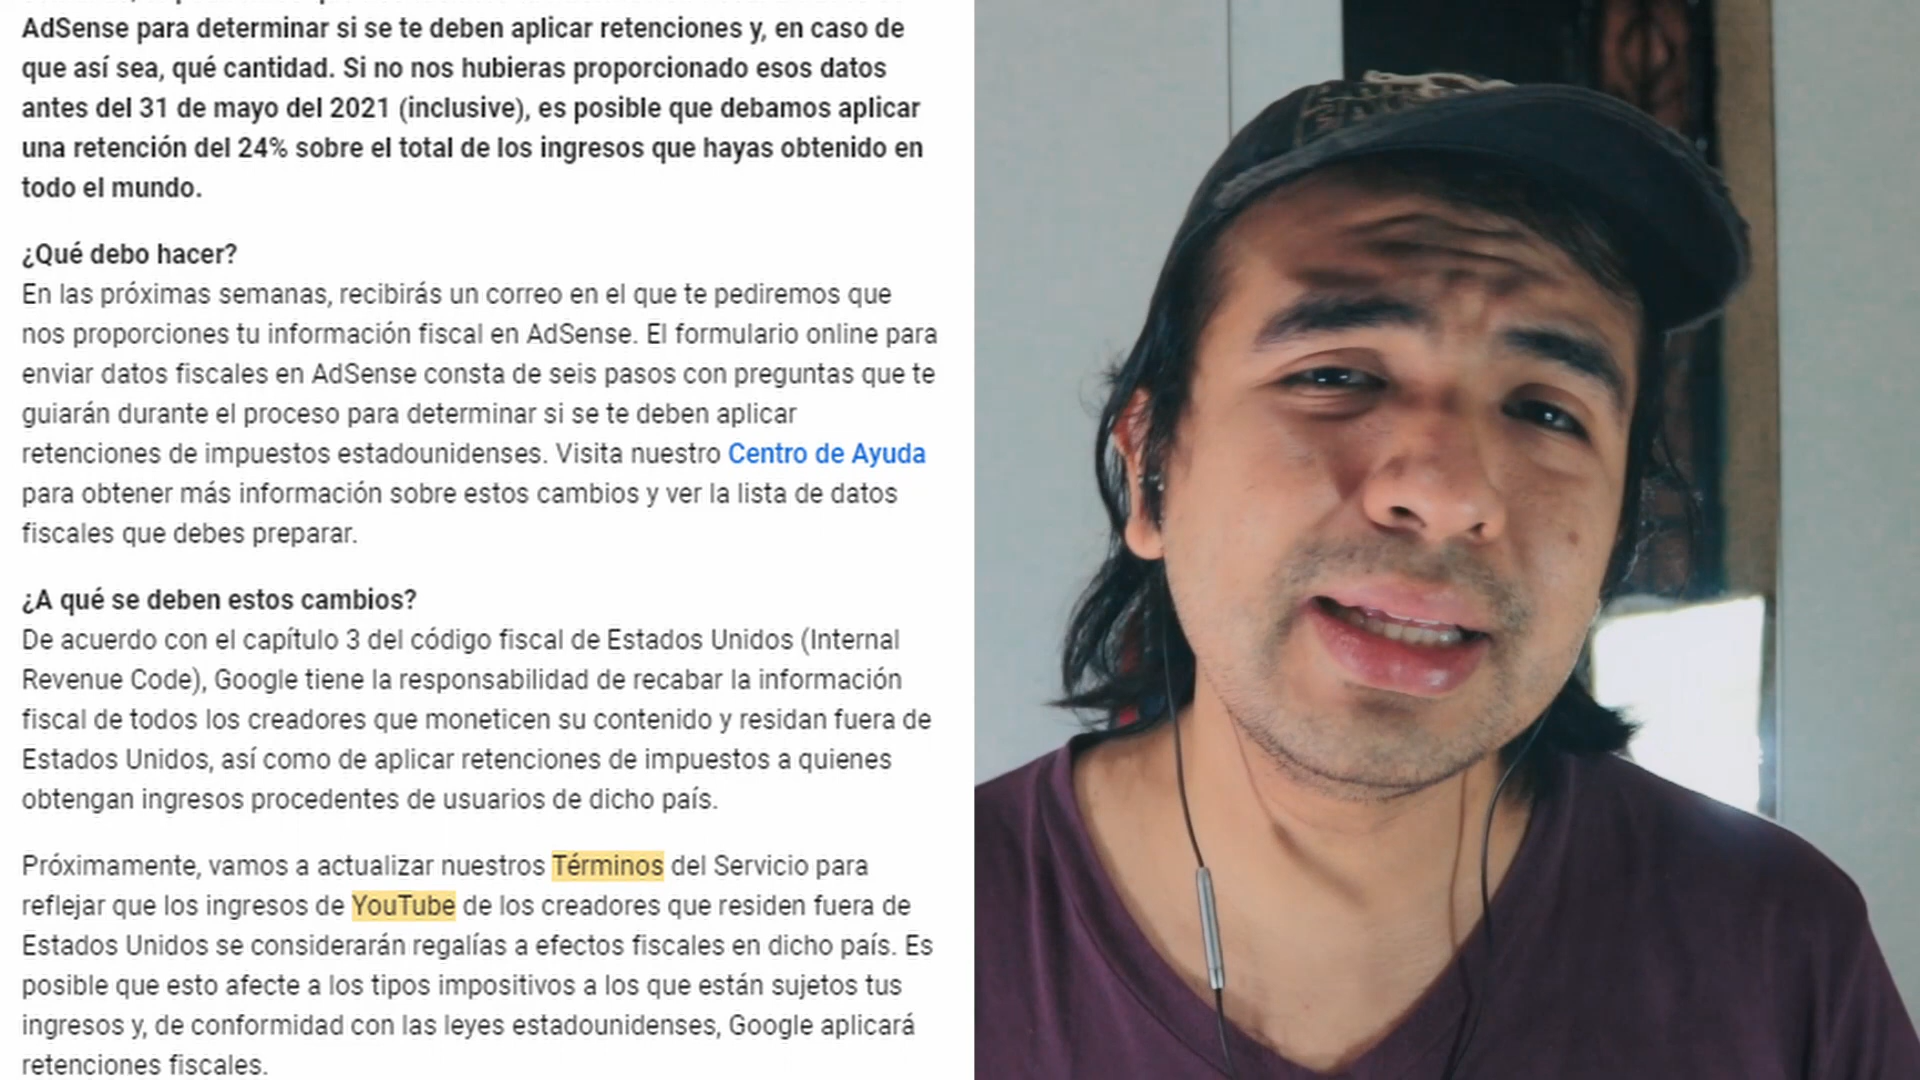 AdSense para determinar si se te deben aplicar retenciones y, en caso de
que así sea, qué cantidad. Si no nos hubieras proporcionado esos datos
antes del 31 de mayo del 2021 (inclusive), es posible que debamos aplicar
una retención del 24% sobre el total de los ingresos que hayas obtenido en
todo el mundo.
¿Qué debo hacer?
En las próximas semanas, recibirás un correo en el que te pediremos que
nos proporciones tu información fiscal en AdSense. El formulario online para
enviar datos fiscales en AdSense consta de seis pasos con preguntas que te
guiarán durante el proceso para determinar si se te deben aplicar
retenciones de impuestos estadounidenses. Visita nuestro Centro de Ayuda
para obtener más información sobre estos cambios y ver la lista de datos
fiscales que debes preparar.
¿A qué se deben estos cambios?
De acuerdo con el capítulo 3 del código fiscal de Estados Unidos (Internal
Revenue Code), Google tiene la responsabilidad de recabar la información
fiscal de todos los creadores que moneticen su contenido y residan fuera de
Estados Unidos, así como de aplicar retenciones de impuestos a quienes
obtengan ingresos procedentes de usuarios de dicho país.
Próximamente, vamos a actualizar nuestros Términos del Servicio para
reflejar que los ingresos de YouTube de los creadores que residen fuera de
Estados Unidos se considerarán regalías a efectos fiscales en dicho país. Es
posible que esto afecte a los tipos impositivos a los que están sujetos tus
ingresos y, de conformidad con las leyes estadounidenses, Google aplicará
retenciones fiscales.